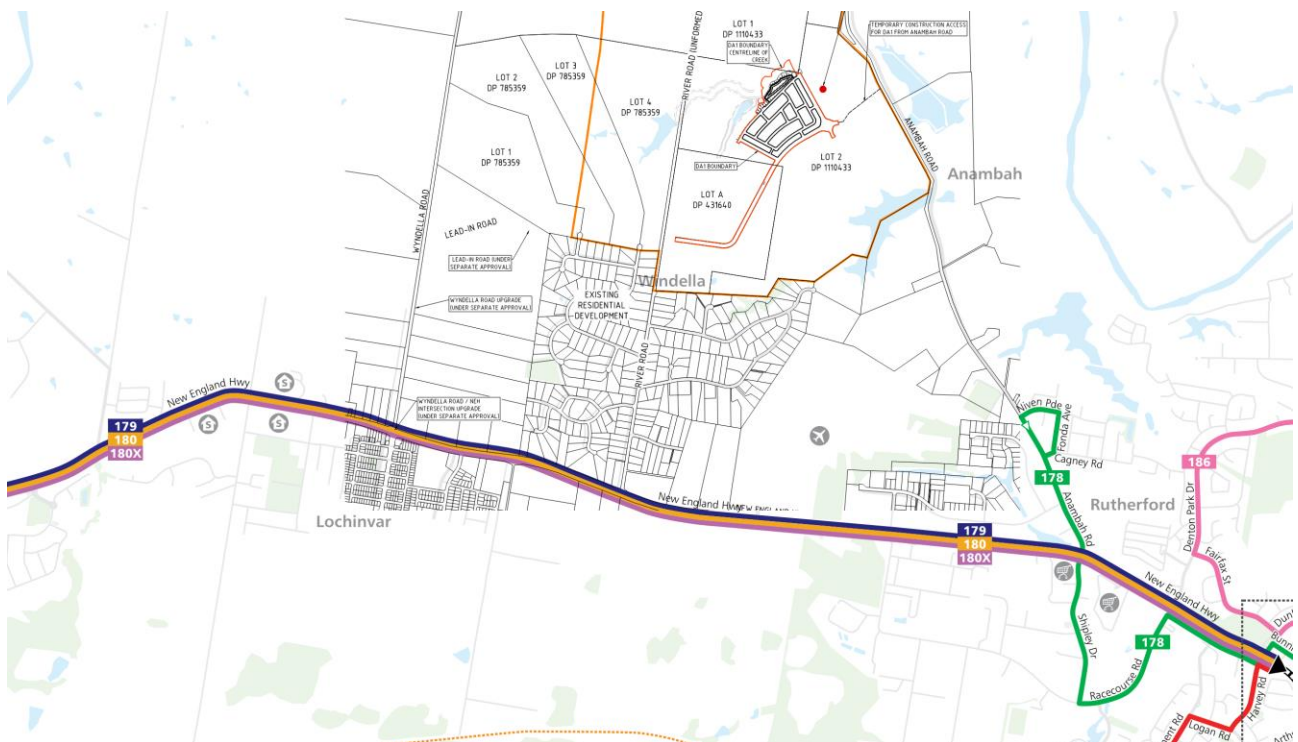 LOT 1
DP 1110433
TEMPORARY CONSTRUCTION ACCESS
FOR DA1 FROM ANAMBAH ROAD
DA1 BOUNDARY
CENTRELINE OF
CREEK
RIVER ROAD (UNFORMED
LOT 3
DP 785359
LOT 2
DP 785359
LOT 4
DP 785359
LOT 1
DP 785359
LOT 2
DP 1110433
DA1 BOUNDARY
ANAMBAH ROAD
Anambah
LOT A
DP 431640
WYNDELLA ROAD
LEAD-IN ROAD
LEAD-IN ROAD (UNDER
SEPARATE APPROVAL)
Windella
EXISTING
RESIDENTIAL
DEVELOPMENT
WYNDELLA ROAD UPGRADE
(UNDER SEPARATE APPROVAL)
RIVER ROAD
New England Hwy
WYNDELLA ROAD / NEH
INTERSECTION UPGRADE
(UNDER SEPARATE APPROVAL)
179
180
180X
Niven Pde
Fonda Ave
Cagney Rd
178
186
Anambah Rd
Rutherford
Denton Park Dr
Fairfax St
New England Hwy
NEW ENGLAND
Lochinvar
179
180
180X
New England Hwy
Shipley Dr
178
Racecourse Rd
Harvey Rd
Logan Rd